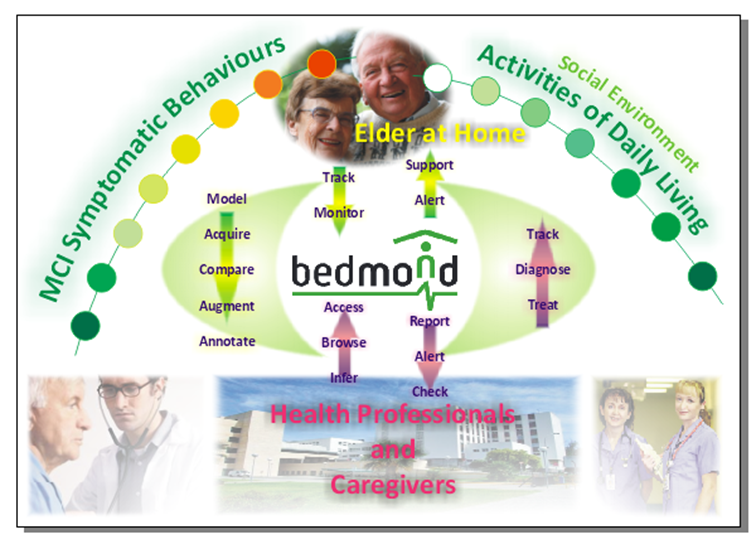 MCI Symptomatic Behaviours
Social Environment
Activities of Daily Living
Elder at Home
Track
Monitor
Support
Alert
Model
Acquire
Compare
Augment
Annotate
bedmond
Track
Diagnose
Treat
Access
Browse
Infer
Report
Alert
Check
Health Professionals
and
Caregivers